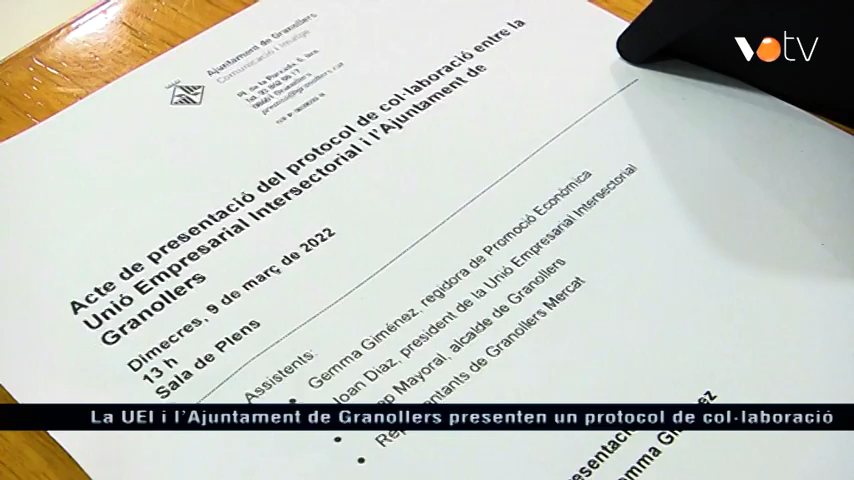 votv
Ajuntament de Granollers
Comunicació i Imatge
Acte de presentació del protocol de col·laboració entre la
Unió Empresarial Intersectorial i l'Ajuntament de
Granollers
Dimecres, 9 de març de 2022
13 h
Sala de Plens
Assistents:
Gemma Giménez, regidora de Promoció Econòmica
Joan Díaz, president de la Unió Empresarial Intersectorial
Mayoral, alcalde de Granollers
de Granollers Mercat
La UEI i l'Ajuntament de Granollers presenten un protocol de col·laboració